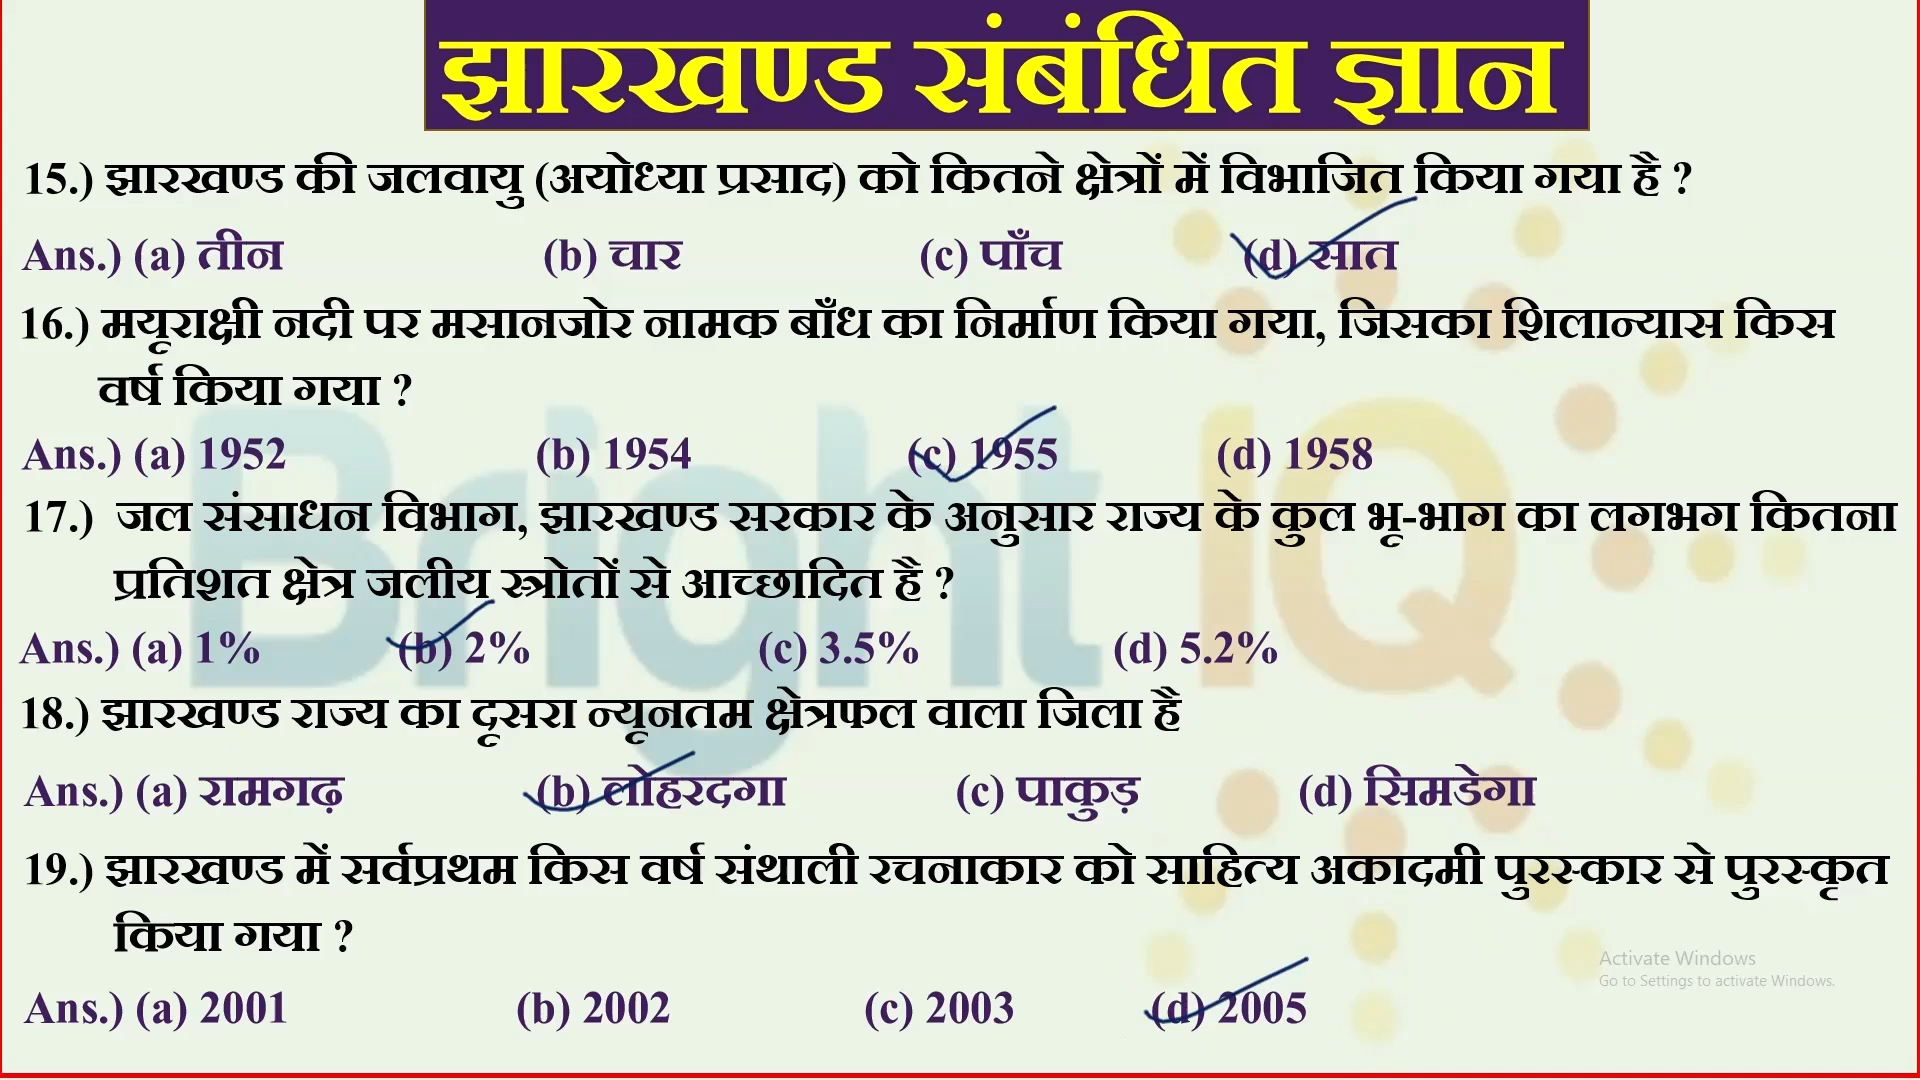 झारखण्ड संबंधित ज्ञान
15.) झारखण्ड की जलवायु (अयोध्या प्रसाद) को कितने क्षेत्रों में विभाजित किया गया है ?
Ans.) (a) तीन (b) चार (c) पाँच (d) सात
16.) मयूराक्षी नदी पर मसानजोर नामक बाँध का निर्माण किया गया, जिसका शिलान्यास किस
वर्ष किया गया ?
Ans.) (a) 1952 (b) 1954 (c) 1955 (d) 1958
17.) जल संसाधन विभाग, झारखण्ड सरकार के अनुसार राज्य के कुल भू-भाग का लगभग कितना
प्रतिशत क्षेत्र जलीय स्त्रोतों से आच्छादित है ?
Ans.) (a) 1% (b) 2% (c) 3.5% (d) 5.2%
18.) झारखण्ड राज्य का दूसरा न्यूनतम क्षेत्रफल वाला जिला है
Ans.) (a) रामगढ़ (b) लोहरदगा (c) पाकुड़ (d) सिमडेगा
19.) झारखण्ड में सर्वप्रथम किस वर्ष संथाली रचनाकार को साहित्य अकादमी पुरस्कार से पुरस्कृत
किया गया ?
Ans.) (a) 2001 (b) 2002 (c) 2003 (d) 2005
Bright IQ
Activate Windows
Go to Settings to activate Windows.